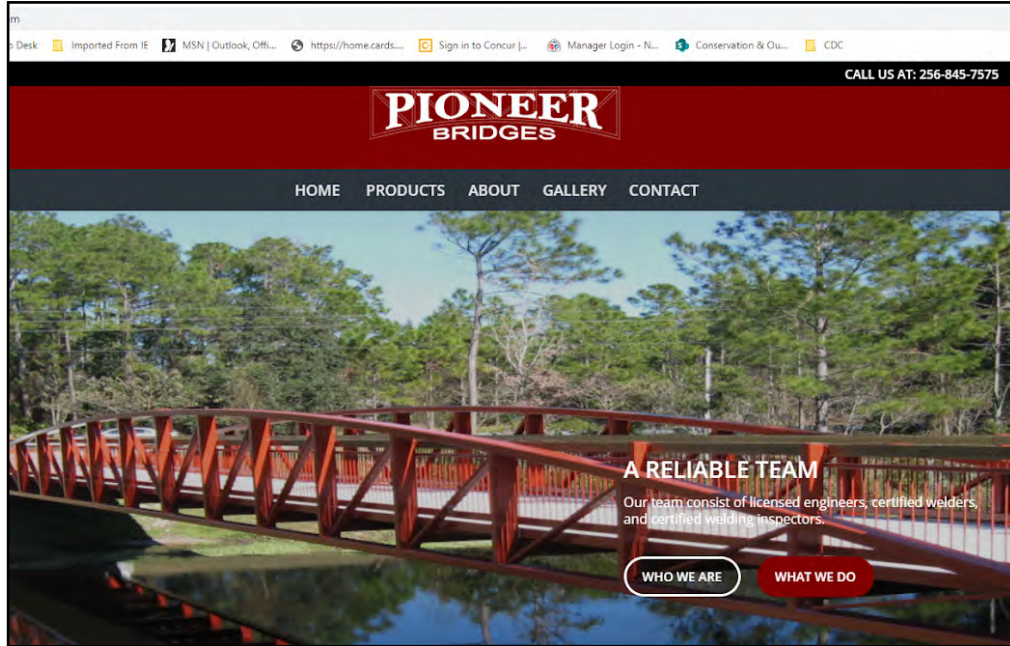 m
Desk Imported From IE MSN | Outlook, Offi... https://home.cards.... Sign in to Concur |... Manager Login - N... Conservation & Ou... CDC
CALL US AT: 256-845-7575
PIONEER
BRIDGES
HOME PRODUCTS ABOUT GALLERY CONTACT
A RELIABLE TEAM
Our team consist of licensed engineers, certified welders,
and certified welding inspectors.
WHO WE ARE WHAT WE DO